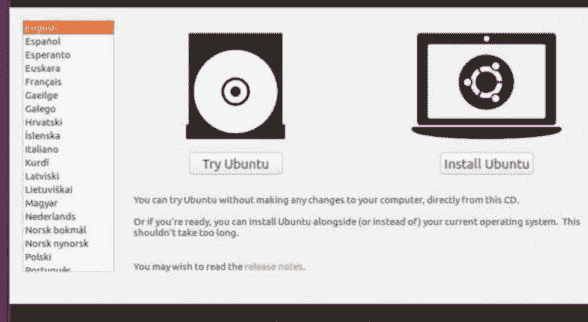 English
Español
Esperanto
Euskara
Français
Gaeilge
Galego
Hrvatski
Íslenska
Italiano
Kurdî
Latviski
Lietuviškai
Magyar
Nederlands
Norsk bokmål
Norsk nynorsk
Polski
Português
Try Ubuntu
Install Ubuntu
You can try Ubuntu without making any changes to your computer, directly from this CD.
Or if you're ready, you can install Ubuntu alongside (or instead of) your current operating system. This
shouldn't take too long.
You may wish to read the release notes.